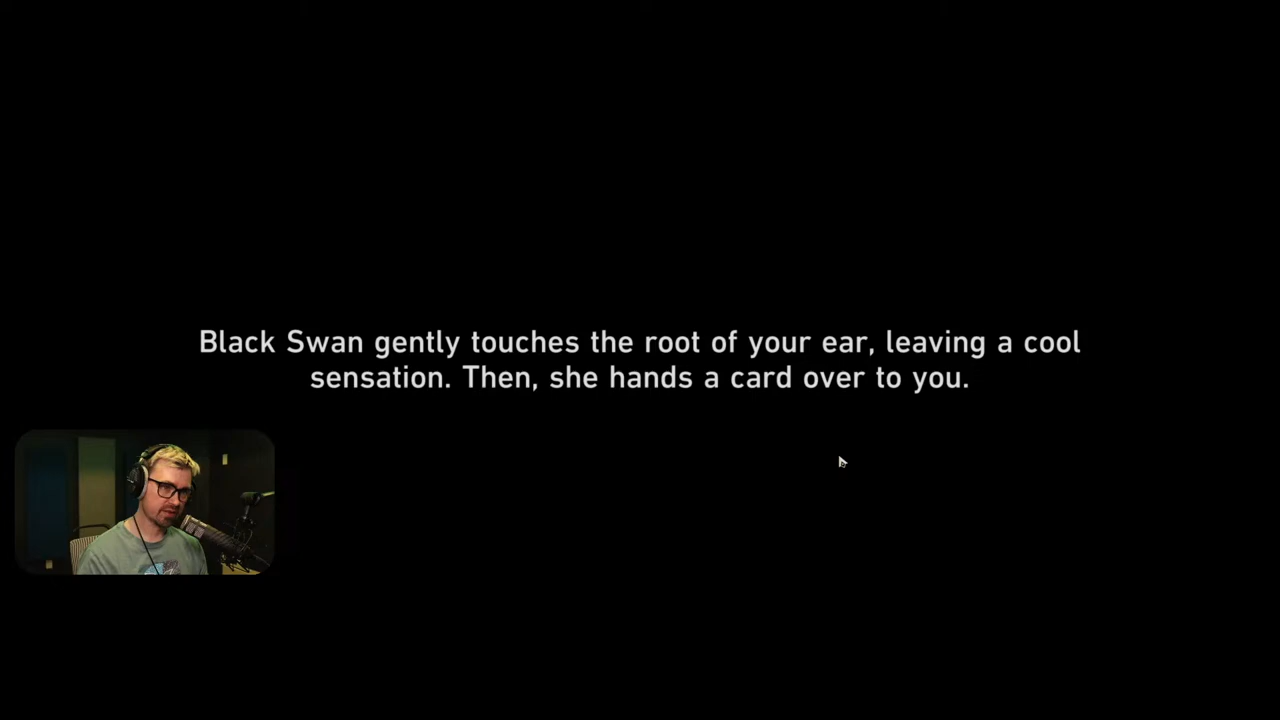 Black Swan gently touches the root of your ear, leaving a cool
sensation. Then, she hands a card over to you.